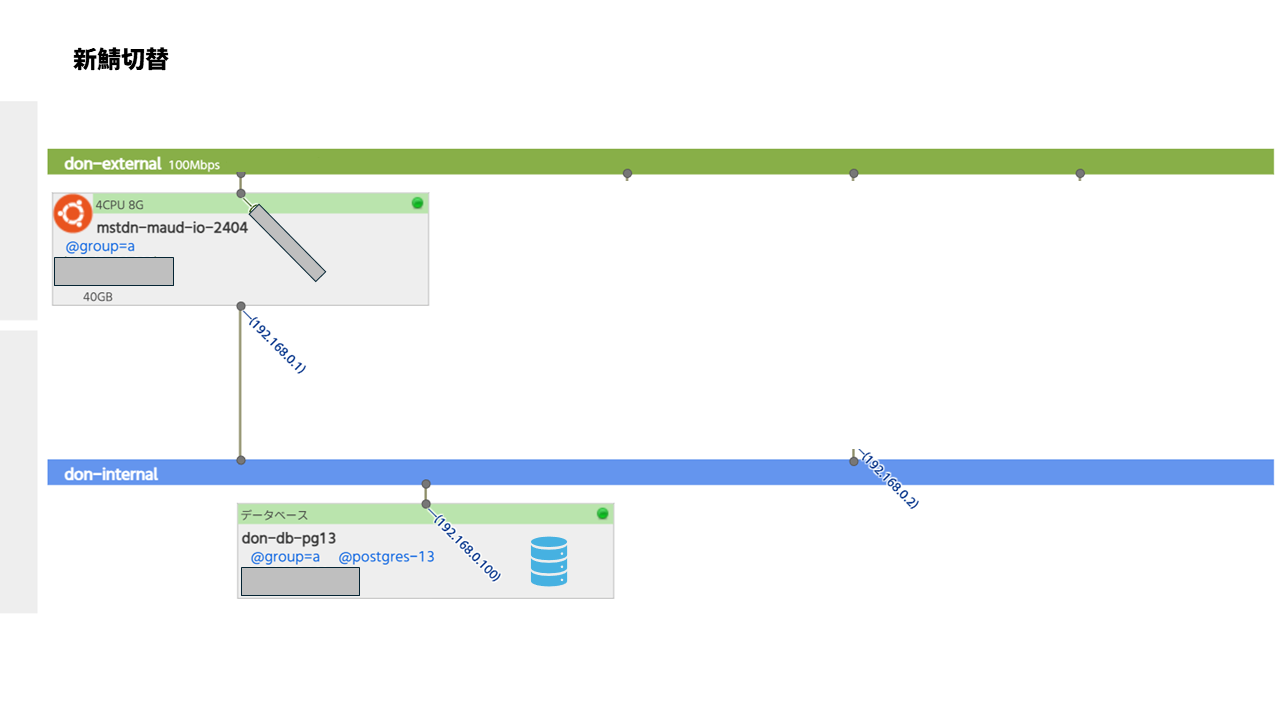 新鯖切替
don-external 100Mbps
4CPU 8G
mstdn-maud-io-2404
@group=a
40GB
(192.168.0.1)
don-internal
(192.168.0.2)
データベース
don-db-pg13
@group=a @postgres-13
(192.168.0.100)